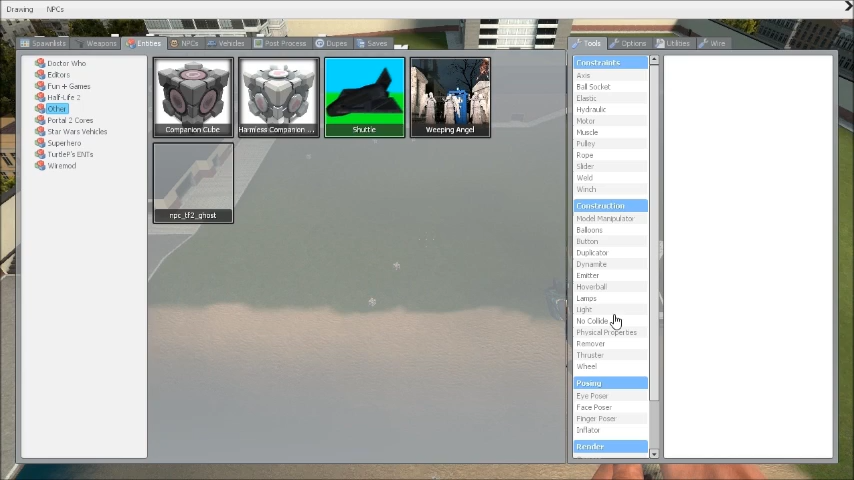 Drawing NPCs
Spawnlists Weapons Entities NPCs Vehicles Post Process Dupes Saves
Doctor Who
Editors
Fun + Games
Half-Life 2
Other
Portal 2 Cores
Star Wars Vehicles
Superhero
TurtleP's ENTs
Wiremod
Companion Cube
Harmless Companion ...
Shuttle
Weeping Angel
npc_tf2_ghost
Tools Options Utilities Wire
Constraints
Axis
Ball Socket
Elastic
Hydraulic
Motor
Muscle
Pulley
Rope
Slider
Weld
Winch
Construction
Model Manipulator
Balloons
Button
Duplicator
Dynamite
Emitter
Hoverball
Lamps
Light
No Collide
Physical Properties
Remover
Thruster
Wheel
Posing
Eye Poser
Face Poser
Finger Poser
Inflator
Render